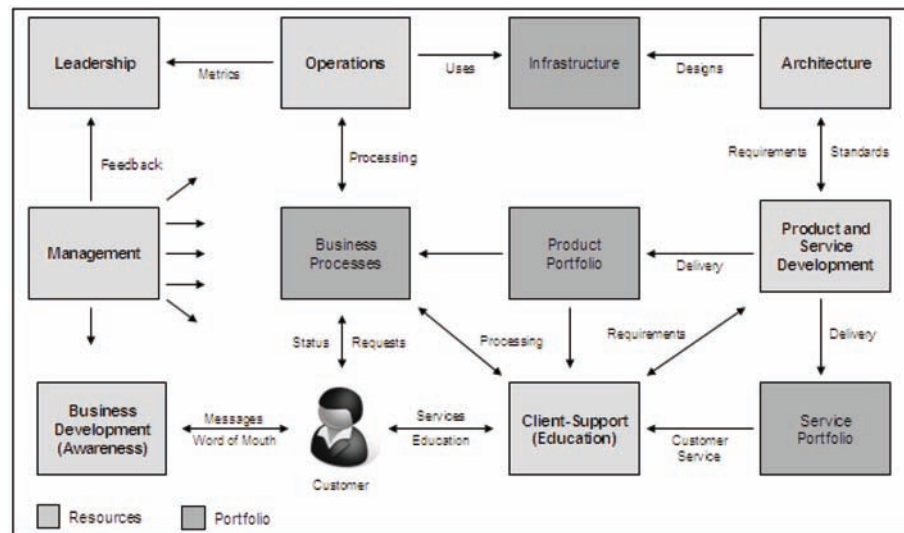 Leadership
Metrics
Operations
Uses
Infrastructure
Designs
Architecture
Feedback
Processing
Requirements
Standards
Management
Business
Processes
Product
Portfolio
Delivery
Product and
Service
Development
Status
Requests
Processing
Requirements
Delivery
Business
Development
(Awareness)
Messages
Word of Mouth
Customer
Services
Education
Client-Support
(Education)
Customer
Service
Service
Portfolio
Resources
Portfolio